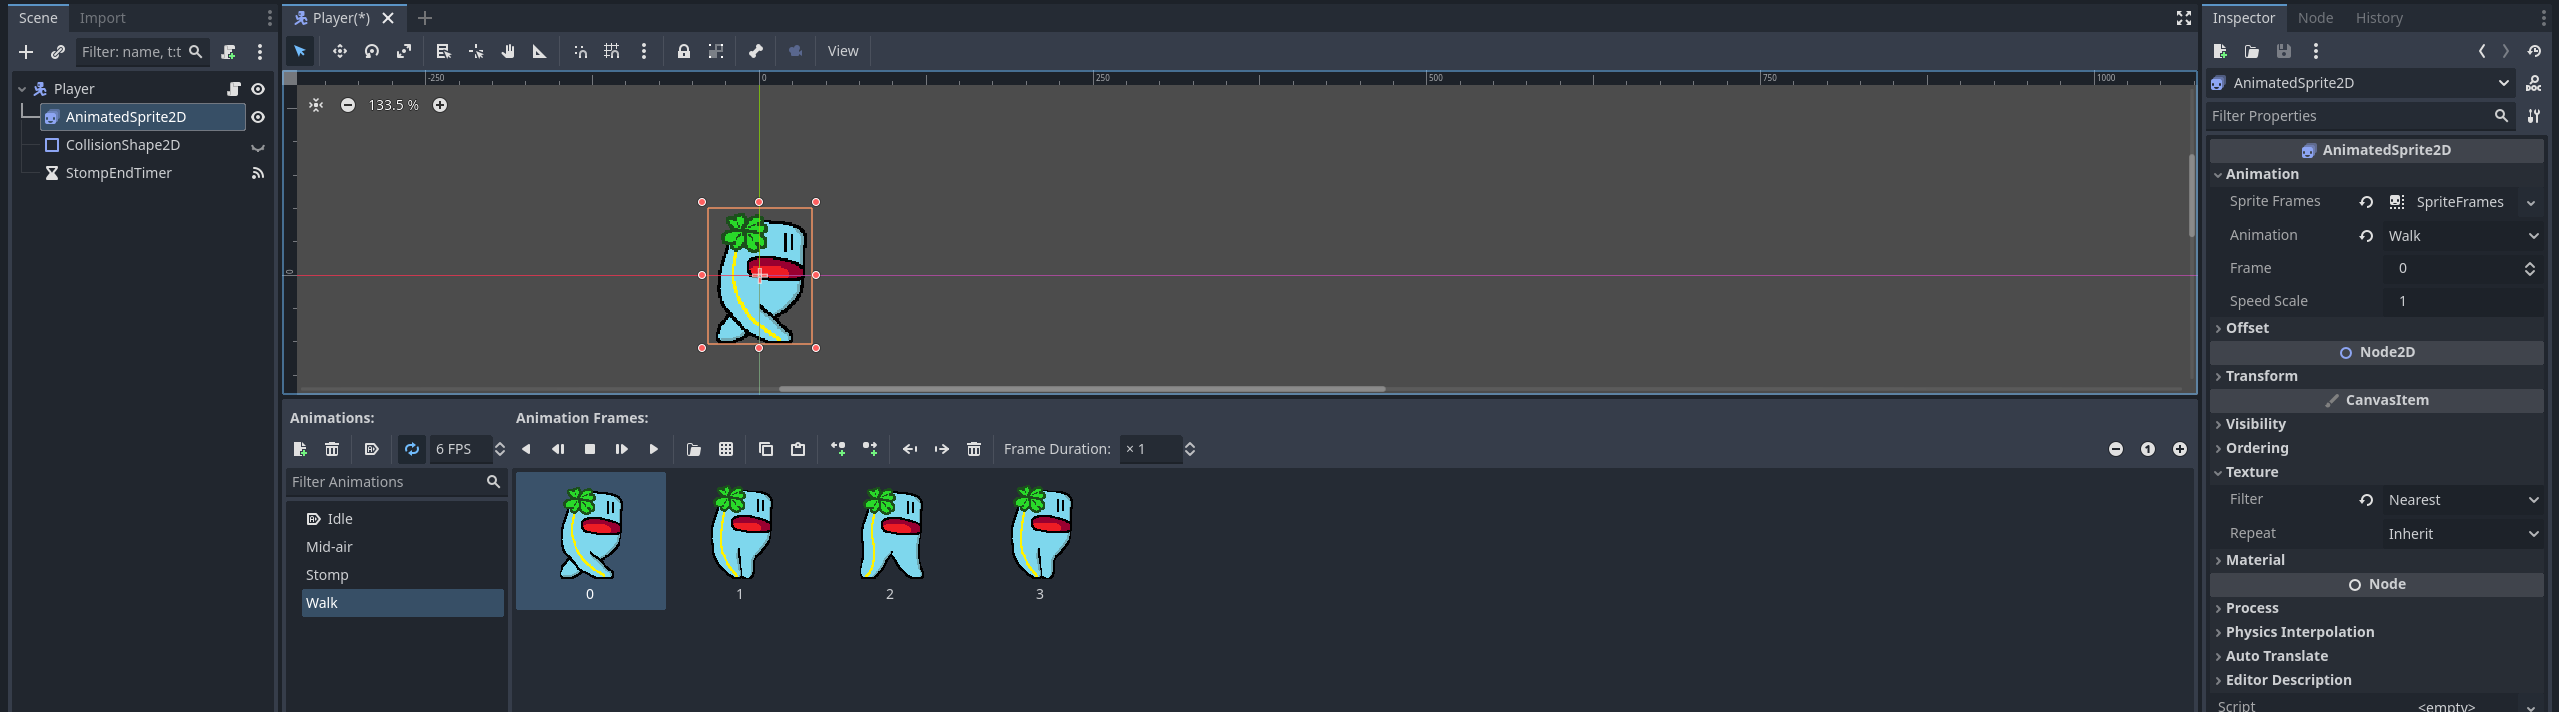 Scene Import
Filter: name, t:t
Player
AnimatedSprite2D
CollisionShape2D
StompEndTimer
Player(*)
View
-250 0 250 500 750 1000
0
133.5 %
Animations:
6 FPS
Filter Animations
Idle
Mid-air
Stomp
Walk
Animation Frames:
Frame Duration: × 1
0 1 2 3
Inspector Node History
AnimatedSprite2D
Filter Properties
AnimatedSprite2D
Animation
Sprite Frames SpriteFrames
Animation Walk
Frame 0
Speed Scale 1
Offset
Node2D
Transform
CanvasItem
Visibility
Ordering
Texture
Filter Nearest
Repeat Inherit
Material
Node
Process
Physics Interpolation
Auto Translate
Editor Description
Script <empty>